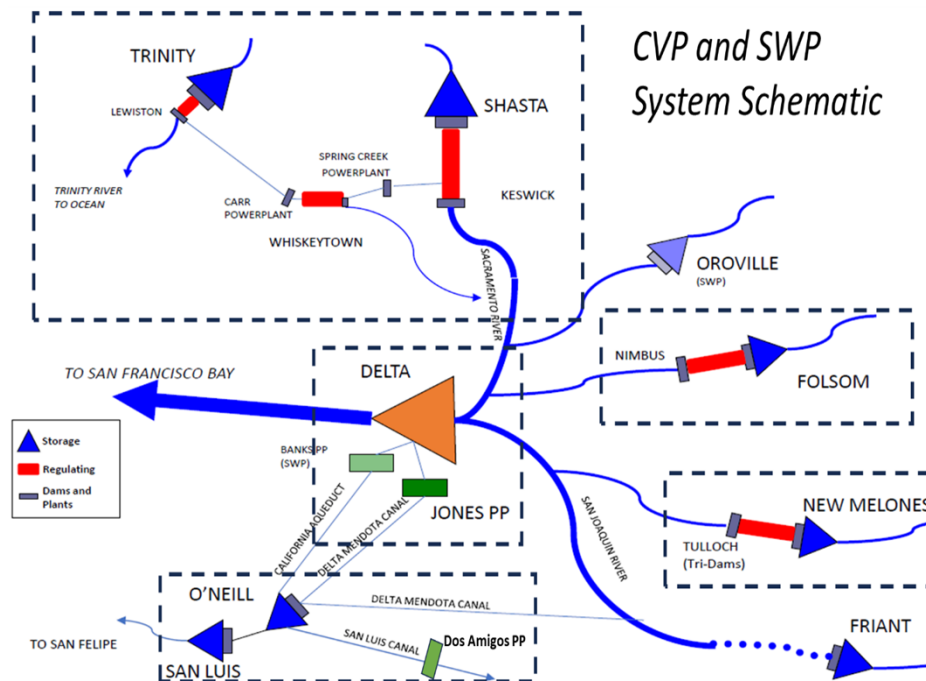 CVP and SWP
System Schematic
TRINITY
LEWISTON
SHASTA
SPRING CREEK
POWERPLANT
TRINITY RIVER
TO OCEAN
CARR
POWERPLANT
KESWICK
WHISKEYTOWN
SACRAMENTO RIVER
OROVILLE
(SWP)
NIMBUS
FOLSOM
TO SAN FRANCISCO BAY
DELTA
Storage
Regulating
Dams and
Plants
BANKS PP
(SWP)
JONES PP
CALIFORNIA AQUEDUCT
DELTA MENDOTA CANAL
SAN JOAQUIN RIVER
NEW MELONES
TULLOCH
(Tri-Dams)
O'NEILL
DELTA MENDOTA CANAL
TO SAN FELIPE
SAN LUIS
SAN LUIS CANAL
Dos Amigos PP
FRIANT